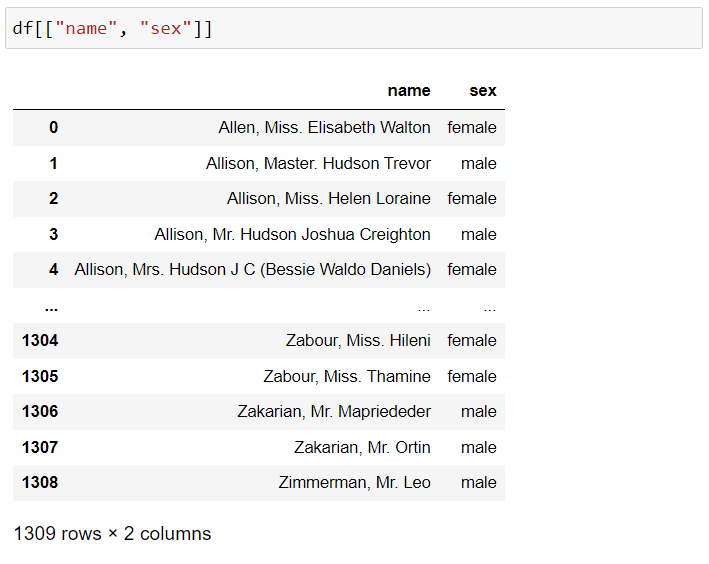 df[["name", "sex"]]
name sex
0 Allen, Miss. Elisabeth Walton female
1 Allison, Master. Hudson Trevor male
2 Allison, Miss. Helen Loraine female
3 Allison, Mr. Hudson Joshua Creighton male
4 Allison, Mrs. Hudson J C (Bessie Waldo Daniels) female
... ... ...
1304 Zabour, Miss. Hileni female
1305 Zabour, Miss. Thamine female
1306 Zakarian, Mr. Mapriededer male
1307 Zakarian, Mr. Ortin male
1308 Zimmerman, Mr. Leo male
1309 rows × 2 columns